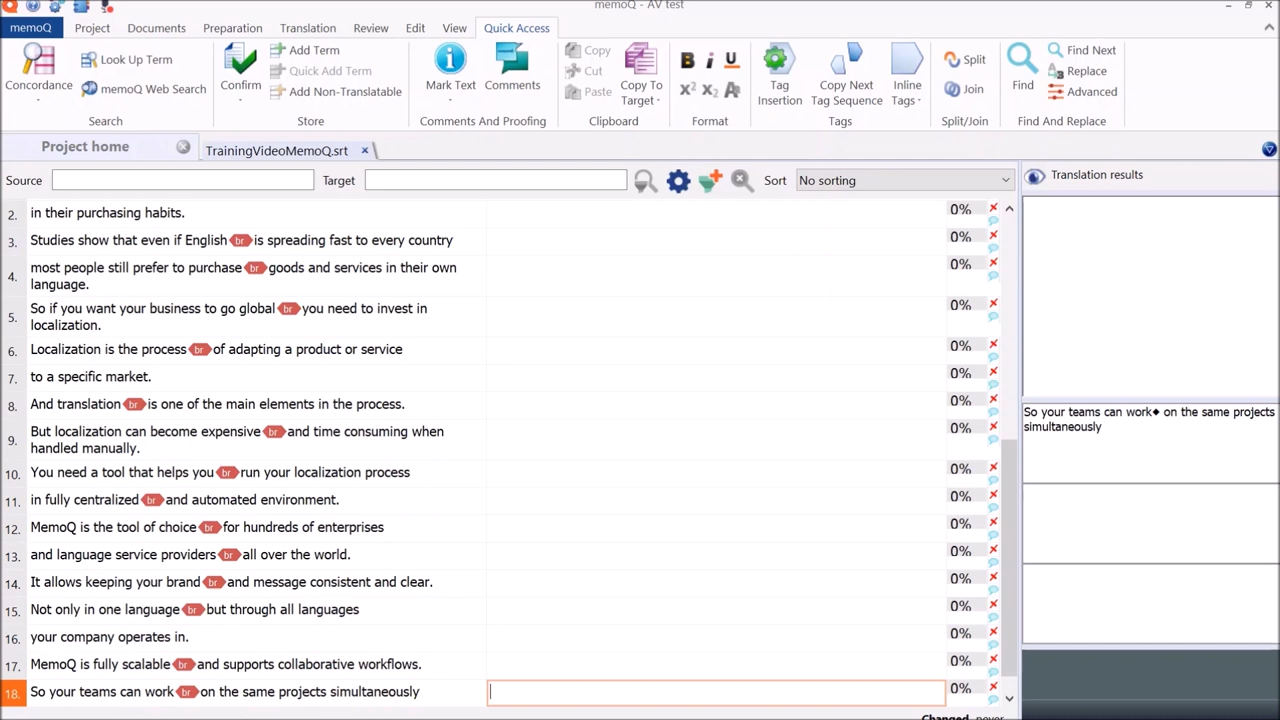 memoQ - AV test
memoQ Project Documents Preparation Translation Review Edit View Quick Access
Concordance
Look Up Term
memoQ Web Search
Search
Confirm
Add Term
Quick Add Term
Add Non-Translatable
Store
Mark Text
Comments
Comments And Proofing
Copy
Cut
Paste
Copy To
Target
Clipboard
B i U
x² x₂ A
Format
Tag
Insertion
Copy Next
Tag Sequence
Inline
Tags
Tags
Split
Join
Split/Join
Find
Find Next
Replace
Advanced
Find And Replace
Project home
TrainingVideoMemoQ.srt
Source
Target
Sort No sorting
Translation results
2. in their purchasing habits. 0%
3. Studies show that even if English br is spreading fast to every country 0%
4. most people still prefer to purchase br goods and services in their own 0%
language.
5. So if you want your business to go global br you need to invest in 0%
localization.
6. Localization is the process br of adapting a product or service 0%
7. to a specific market. 0%
8. And translation br is one of the main elements in the process. 0%
9. But localization can become expensive br and time consuming when 0%
handled manually.
10. You need a tool that helps you br run your localization process 0%
11. in fully centralized br and automated environment. 0%
12. MemoQ is the tool of choice br for hundreds of enterprises 0%
13. and language service providers br all over the world. 0%
14. It allows keeping your brand br and message consistent and clear. 0%
15. Not only in one language br but through all languages 0%
16. your company operates in. 0%
17. MemoQ is fully scalable br and supports collaborative workflows. 0%
18. So your teams can work br on the same projects simultaneously 0%
So your teams can work◆ on the same projects
simultaneously
Changed never